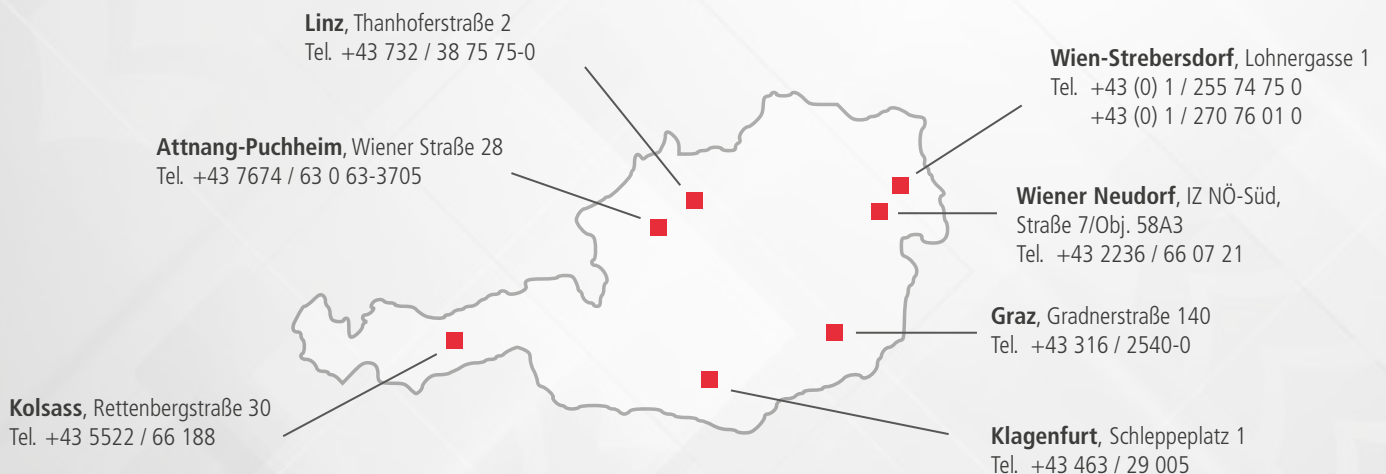 Linz, Thanhoferstraße 2
Tel. +43 732 / 38 75 75-0
Wien-Strebersdorf, Lohnergasse 1
Tel. +43 (0) 1 / 255 74 75 0
+43 (0) 1 / 270 76 01 0
Attnang-Puchheim, Wiener Straße 28
Tel. +43 7674 / 63 0 63-3705
Wiener Neudorf, IZ NÖ-Süd,
Straße 7/Obj. 58A3
Tel. +43 2236 / 66 07 21
Graz, Gradnerstraße 140
Tel. +43 316 / 2540-0
Kolsass, Rettenbergstraße 30
Tel. +43 5522 / 66 188
Klagenfurt, Schleppeplatz 1
Tel. +43 463 / 29 005